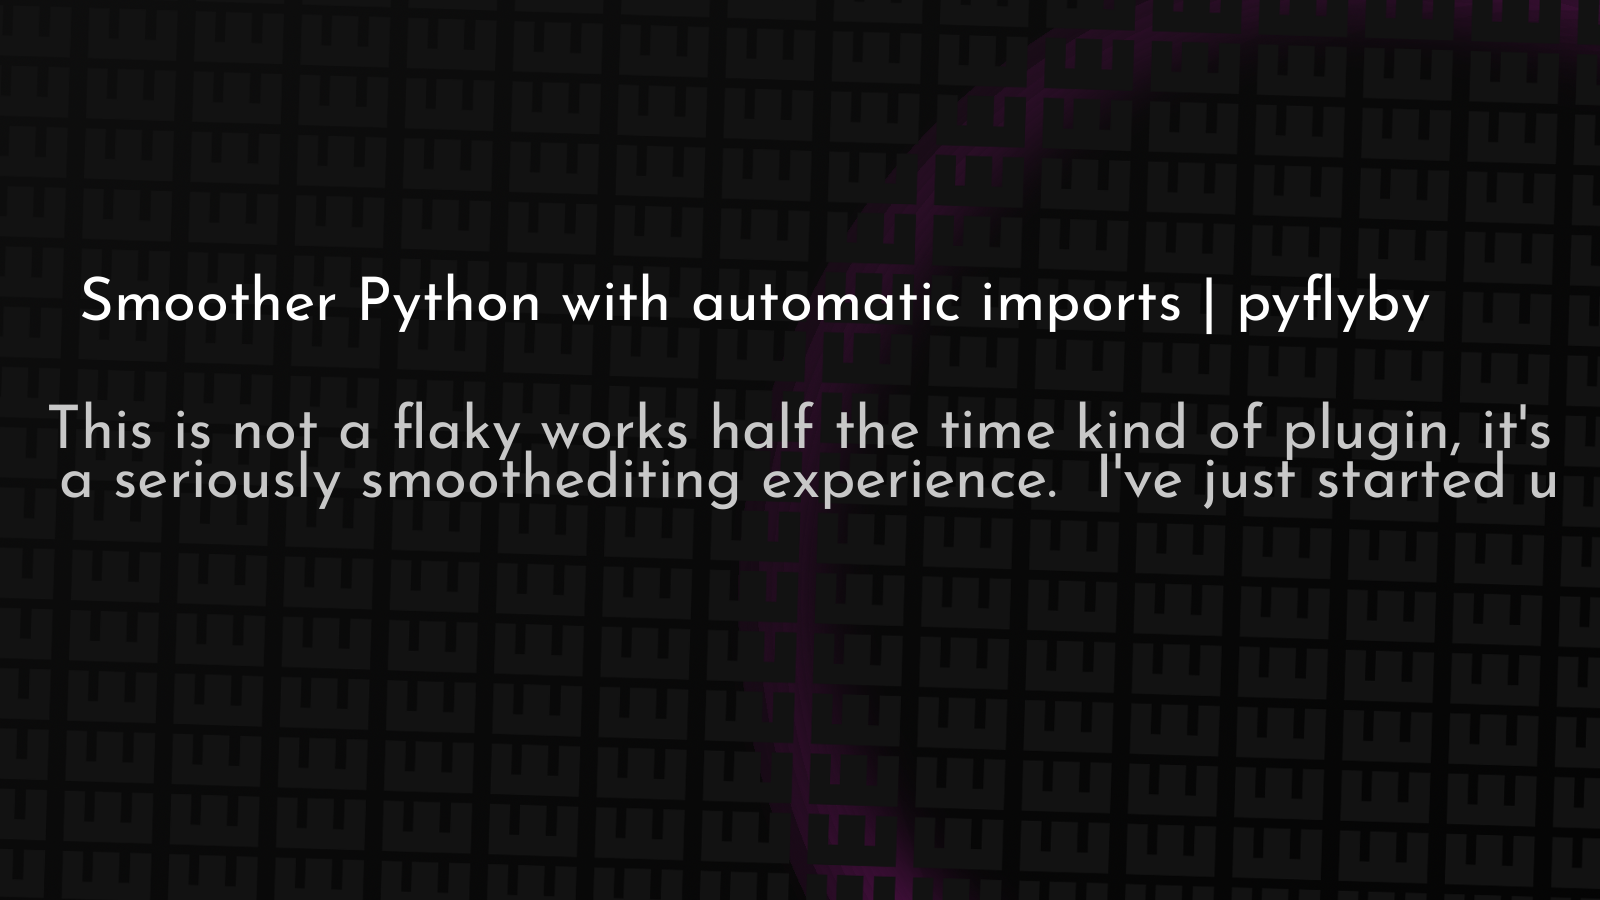 Smoother Python with automatic imports | pyflyby
This is not a flaky works half the time kind of plugin, it's
a seriously smoothediting experience.  I've just started u